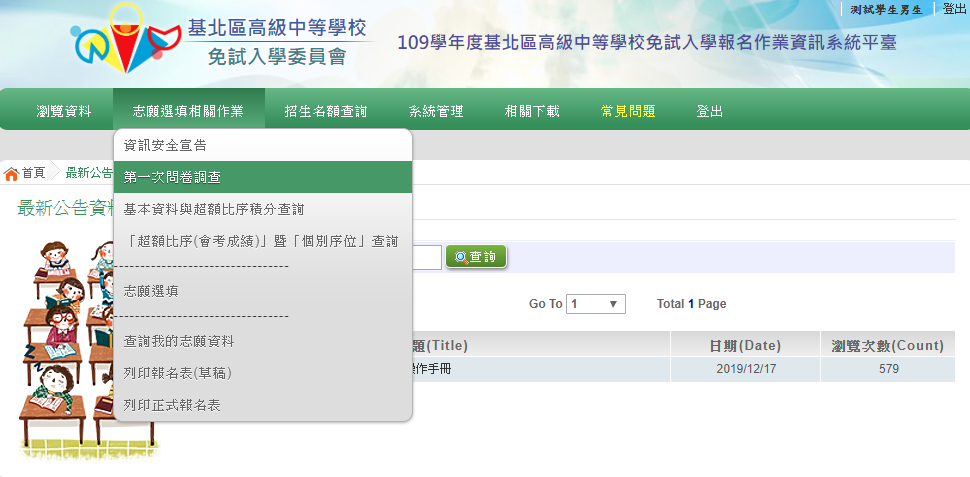 測試學生男生
登出
基北區高級中等學校
免試入學委員會
109學年度基北區高級中等學校免試入學報名作業資訊系統平臺
瀏覽資料
志願選填相關作業
招生名額查詢
系統管理
相關下載
常見問題
登出
首頁
最新公告
最新公告資
資訊安全宣告
第一次問卷調查
基本資料與超額比序積分查詢
「超額比序(會考成績)」暨「個別序位」查詢
志願選填
查詢我的志願資料
列印報名表(草稿)
列印正式報名表
查詢
Go To 1
Total 1 Page
題(Title)
日期(Date)
瀏覽次數(Count)
作手冊
2019/12/17
579